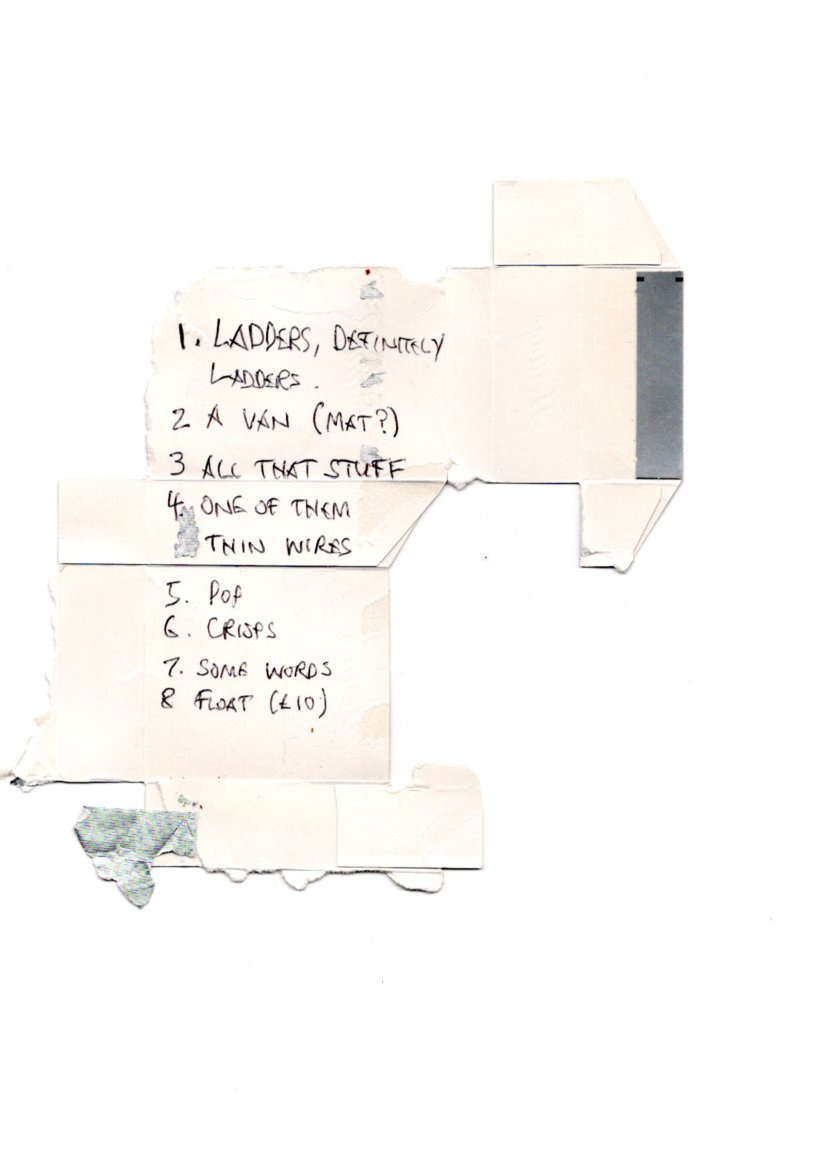 1. LADDERS, DEFINITELY
LADDERS.
2 A VAN (MAT?)
3 ALL THAT STUFF
4. ONE OF THEM
THIN WIRES
5. POP
6. CRISPS
7. SOME WORDS
8 FLOAT (£10)